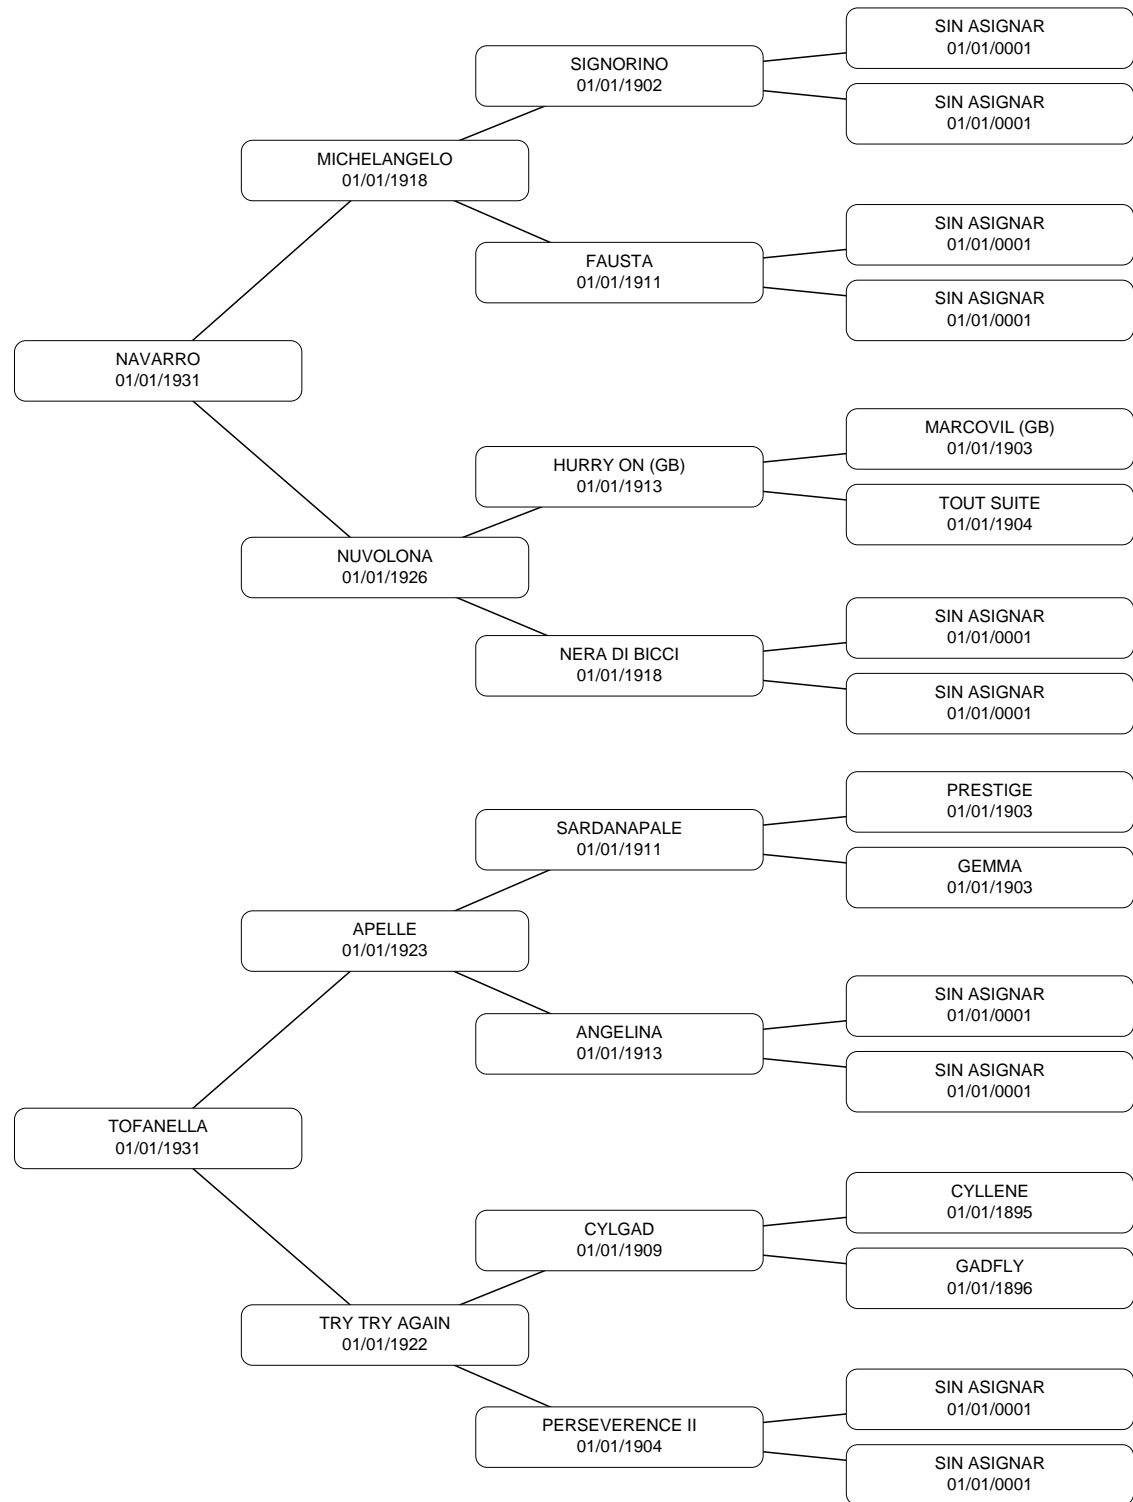 SIN ASIGNAR
01/01/0001
SIGNORINO
01/01/1902
SIN ASIGNAR
01/01/0001
MICHELANGELO
01/01/1918
SIN ASIGNAR
01/01/0001
FAUSTA
01/01/1911
SIN ASIGNAR
01/01/0001
NAVARRO
01/01/1931
MARCOVIL (GB)
01/01/1903
HURRY ON (GB)
01/01/1913
TOUT SUITE
01/01/1904
NUVOLONA
01/01/1926
SIN ASIGNAR
01/01/0001
NERA DI BICCI
01/01/1918
SIN ASIGNAR
01/01/0001
PRESTIGE
01/01/1903
SARDANAPALE
01/01/1911
GEMMA
01/01/1903
APELLE
01/01/1923
SIN ASIGNAR
01/01/0001
ANGELINA
01/01/1913
SIN ASIGNAR
01/01/0001
TOFANELLA
01/01/1931
CYLLENE
01/01/1895
CYLGAD
01/01/1909
GADFLY
01/01/1896
TRY TRY AGAIN
01/01/1922
SIN ASIGNAR
01/01/0001
PERSEVERENCE II
01/01/1904
SIN ASIGNAR
01/01/0001